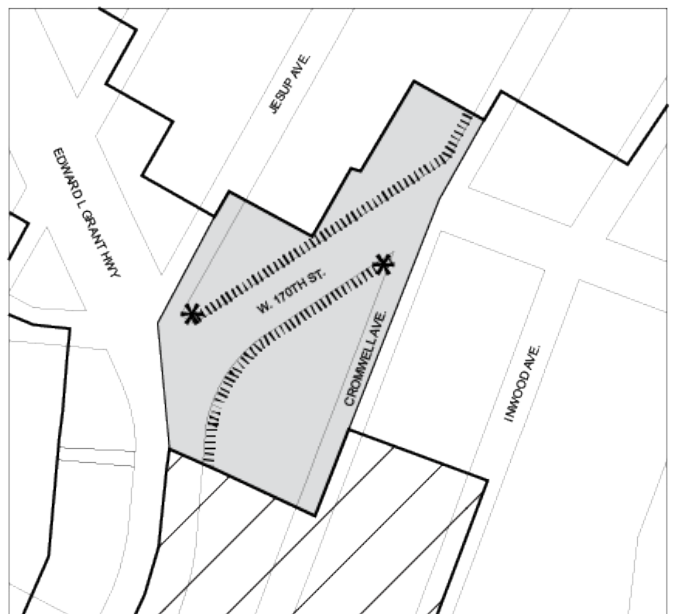 JESUP AVE.
EDWARD L GRANT HWY
W. 170TH ST.
CROMWELL AVE.
INWOOD AVE.